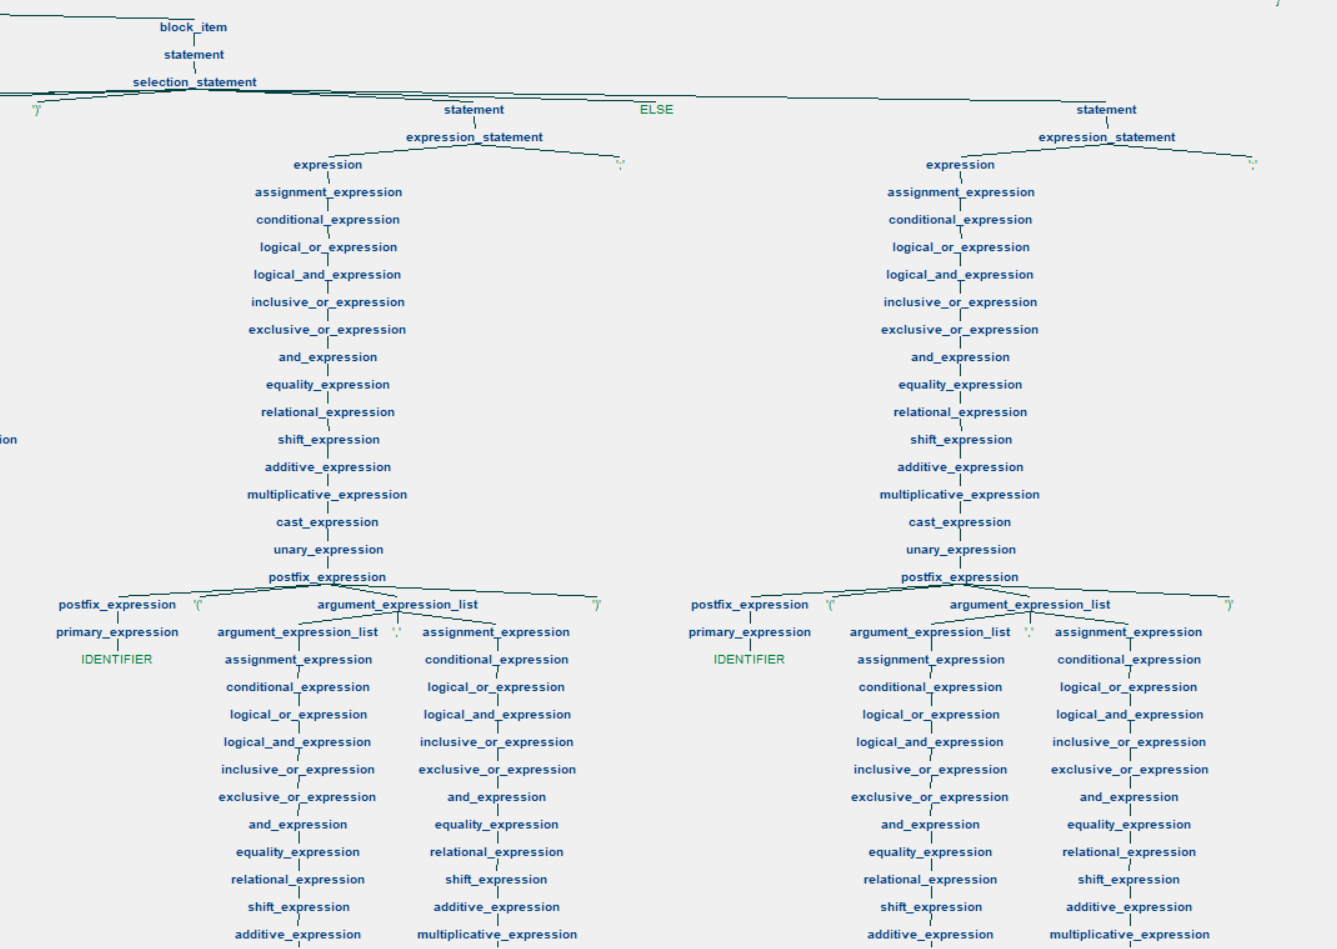 block_item
statement
selection_statement
')' statement ELSE statement
expression_statement expression_statement
expression ';' expression ';'
assignment_expression assignment_expression
conditional_expression conditional_expression
logical_or_expression logical_or_expression
logical_and_expression logical_and_expression
inclusive_or_expression inclusive_or_expression
exclusive_or_expression exclusive_or_expression
and_expression and_expression
equality_expression equality_expression
relational_expression relational_expression
ion shift_expression shift_expression
additive_expression additive_expression
multiplicative_expression multiplicative_expression
cast_expression cast_expression
unary_expression unary_expression
postfix_expression postfix_expression
postfix_expression '(' argument_expression_list ')' postfix_expression '(' argument_expression_list ')'
primary_expression argument_expression_list ',' assignment_expression primary_expression argument_expression_list ',' assignment_expression
IDENTIFIER assignment_expression conditional_expression IDENTIFIER assignment_expression conditional_expression
conditional_expression logical_or_expression conditional_expression logical_or_expression
logical_or_expression logical_and_expression logical_or_expression logical_and_expression
logical_and_expression inclusive_or_expression logical_and_expression inclusive_or_expression
inclusive_or_expression exclusive_or_expression inclusive_or_expression exclusive_or_expression
exclusive_or_expression and_expression exclusive_or_expression and_expression
and_expression equality_expression and_expression equality_expression
equality_expression relational_expression equality_expression relational_expression
relational_expression shift_expression relational_expression shift_expression
shift_expression additive_expression shift_expression additive_expression
additive_expression multiplicative_expression additive_expression multiplicative_expression